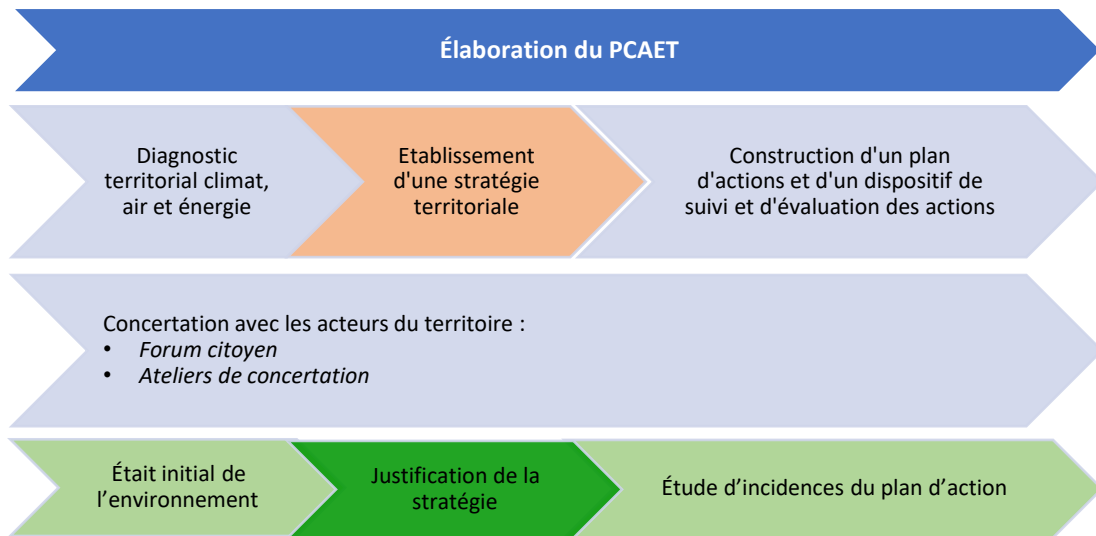 Élaboration du PCAET
Diagnostic
territorial climat,
air et énergie
Etablissement
d'une stratégie
territoriale
Construction d'un plan
d'actions et d'un dispositif de
suivi et d'évaluation des actions
Concertation avec les acteurs du territoire :
• Forum citoyen
• Ateliers de concertation
Était initial de
l’environnement
Justification de la
stratégie
Étude d’incidences du plan d’action